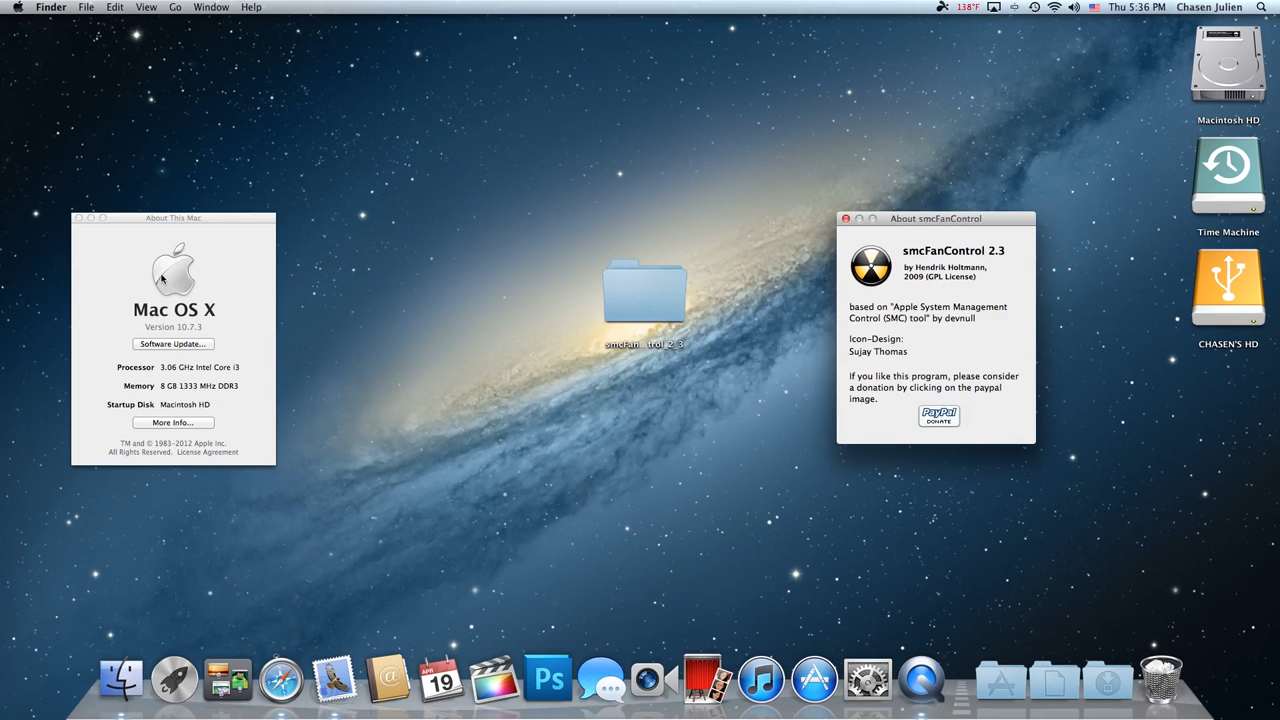 Finder File Edit View Go Window Help
138°F Thu 5:36 PM Chasen Julien
Macintosh HD
Time Machine
CHASEN'S HD
About This Mac
Mac OS X
Version 10.7.3
Software Update...
Processor 3.06 GHz Intel Core i3
Memory 8 GB 1333 MHz DDR3
Startup Disk Macintosh HD
More Info...
TM and © 1983-2012 Apple Inc.
All Rights Reserved. License Agreement
smcFan...trol_2_3
About smcFanControl
smcFanControl 2.3
by Hendrik Holtmann,
2009 (GPL License)
based on "Apple System Management
Control (SMC) tool" by devnull
Icon-Design:
Sujay Thomas
If you like this program, please consider
a donation by clicking on the paypal
image.
PayPal
DONATE
APR
19
Ps